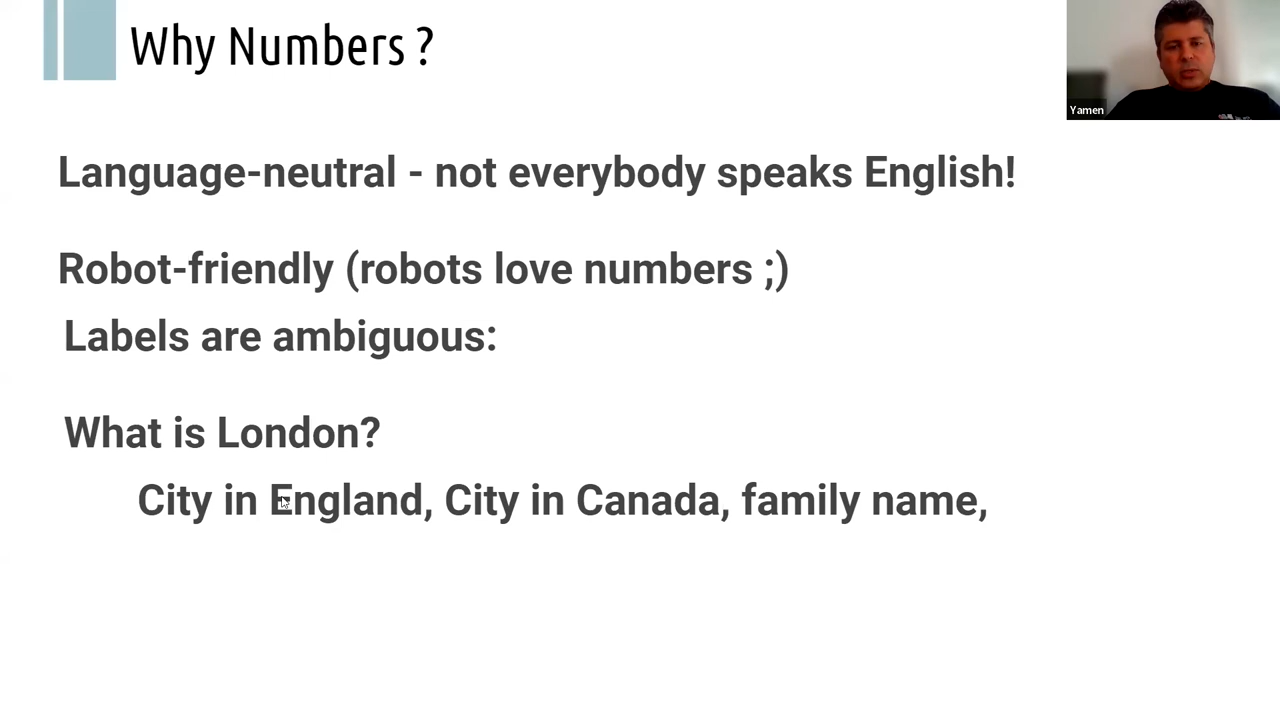 Why Numbers ?
Yamen
Language-neutral - not everybody speaks English!
Robot-friendly (robots love numbers ;)
Labels are ambiguous:
What is London?
City in England, City in Canada, family name,